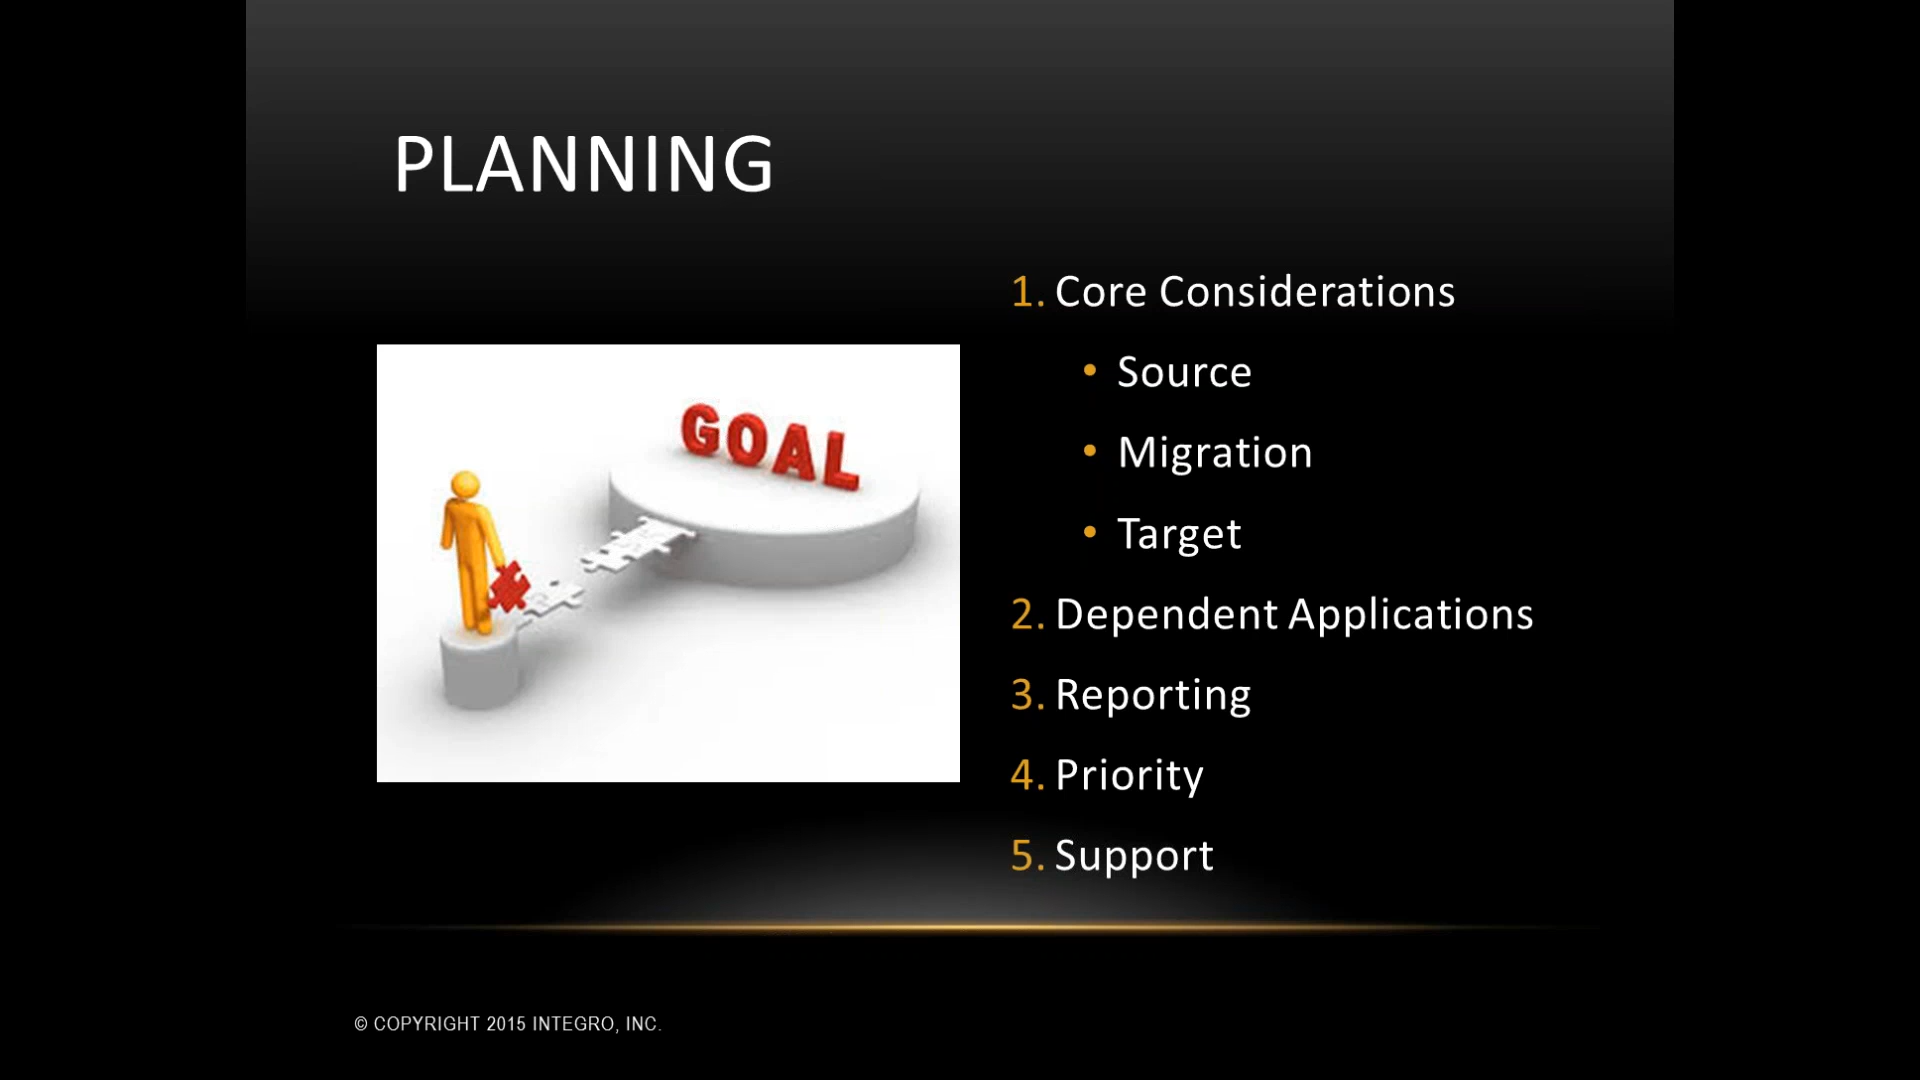 PLANNING
GOAL
1. Core Considerations
• Source
• Migration
• Target
2. Dependent Applications
3. Reporting
4. Priority
5. Support
© COPYRIGHT 2015 INTEGRO, INC.